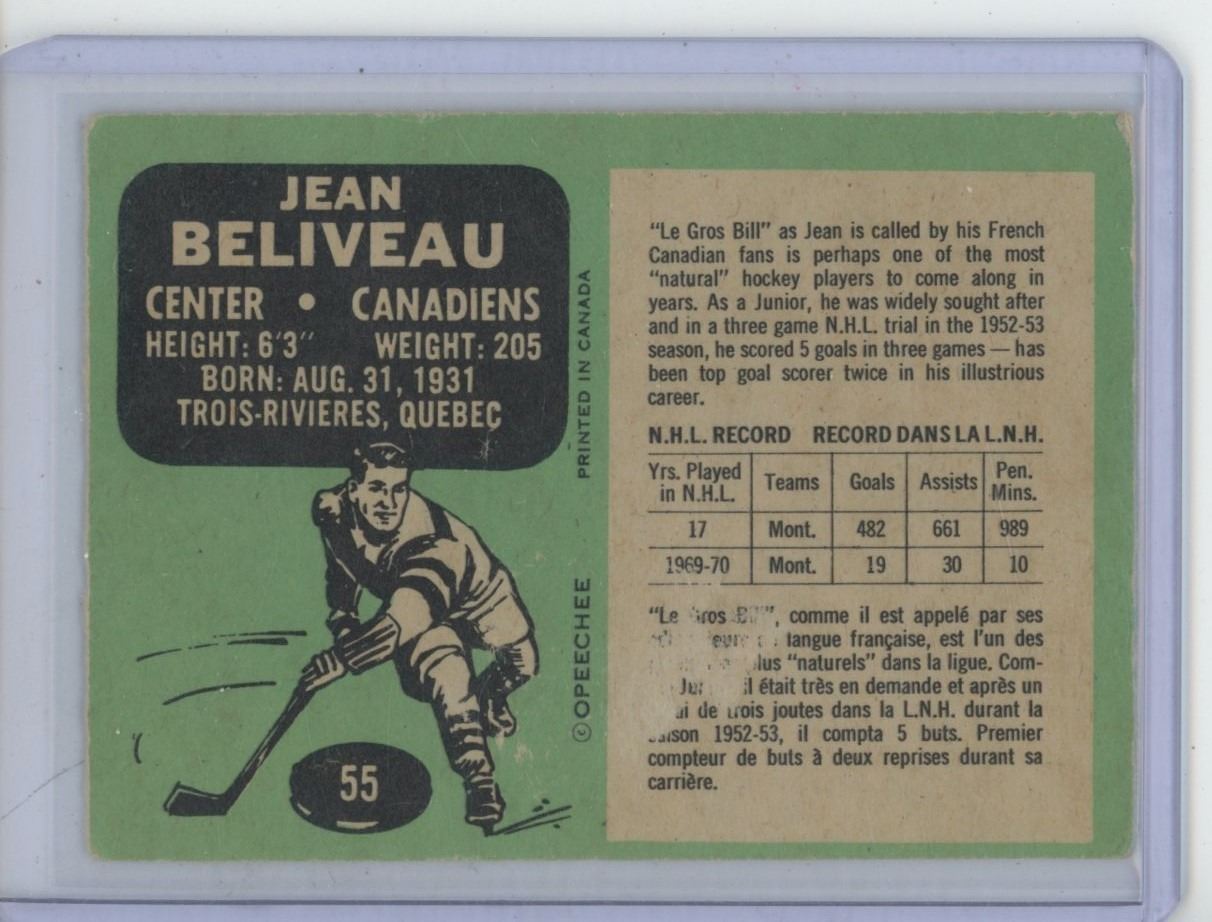 JEAN
BELIVEAU
CENTER • CANADIENS
HEIGHT: 6'3" WEIGHT: 205
BORN: AUG. 31, 1931
TROIS-RIVIERES, QUEBEC
55
©OPEECHEE PRINTED IN CANADA
"Le Gros Bill" as Jean is called by his French
Canadian fans is perhaps one of the most
"natural" hockey players to come along in
years. As a Junior, he was widely sought after
and in a three game N.H.L. trial in the 1952-53
season, he scored 5 goals in three games — has
been top goal scorer twice in his illustrious
career.
N.H.L. RECORD RECORD DANS LA L.N.H.
Yrs. Played in N.H.L. Teams Goals Assists Pen. Mins.
17 Mont. 482 661 989
1969-70 Mont. 19 30 10
"Le Gros Bill", comme il est appelé par ses
langue française, est l'un des
plus "naturels" dans la ligue. Com-
il était très en demande et après un
de trois joutes dans la L.N.H. durant la
saison 1952-53, il compta 5 buts. Premier
compteur de buts à deux reprises durant sa
carrière.